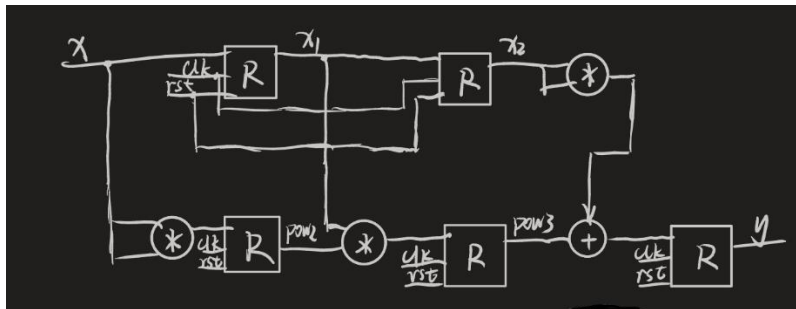 x
clk
rst
R
x₁
R
x₂
*
*
clk
rst
R
pow2
*
clk
rst
R
pow3
+
clk
rst
R
y